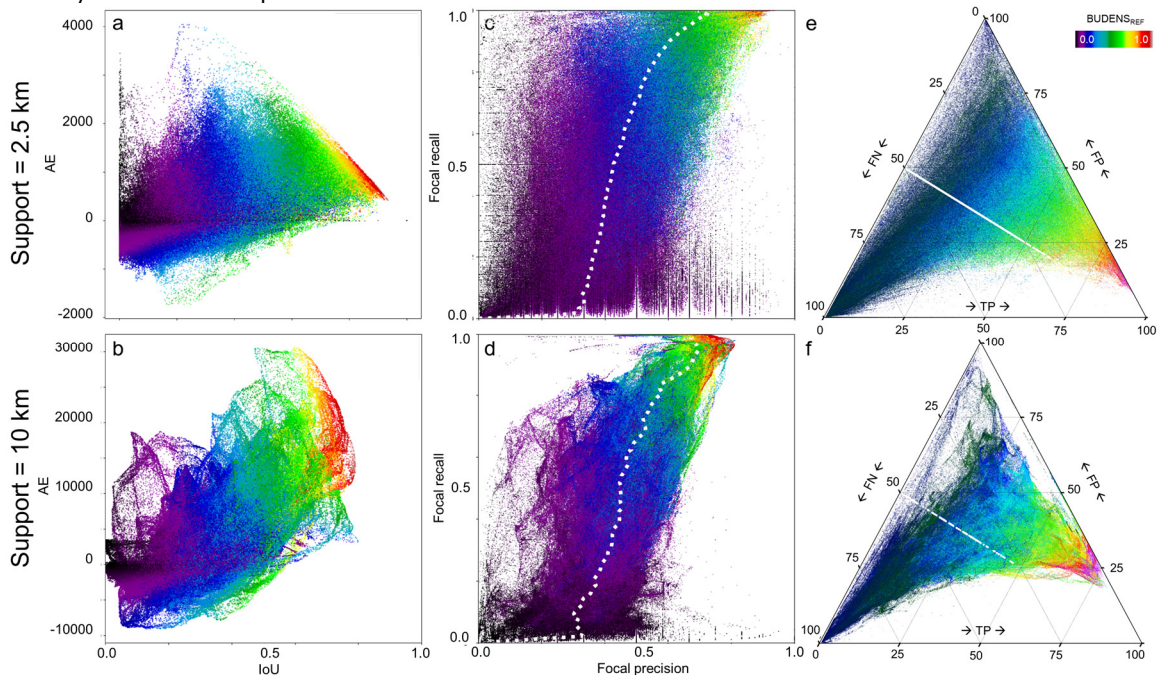 Support = 2.5 km
a
4000
2000
0
-2000
AE
c
1.0
0.5
0.0
Focal recall
e
0
100
25
75
50
50
75
25
100
0
25
50
75
100
← FN ←
← FP ←
→ TP →
BUDENS_REF
0.0
1.0
Support = 10 km
b
30000
20000
10000
0
-10000
AE
0.0
0.5
1.0
IoU
d
1.0
0.5
0.0
Focal recall
0.0
0.5
1.0
Focal precision
f
0
100
25
75
50
50
75
25
100
0
25
50
75
100
← FN ←
← FP ←
→ TP →